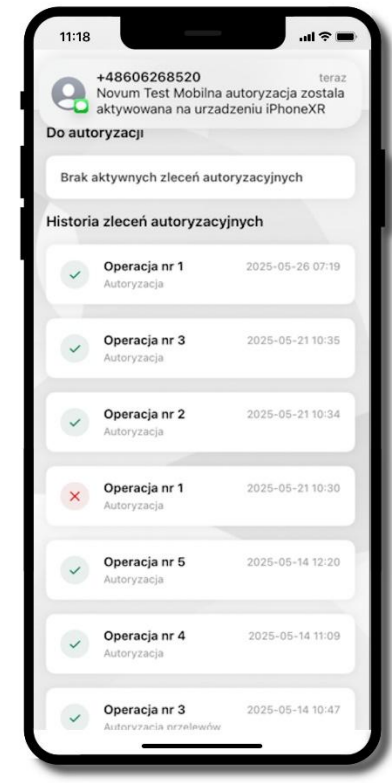 11:18
+48606268520 teraz
Novum Test Mobilna autoryzacja zostala
aktywowana na urzadzeniu iPhoneXR
Do autoryzacji
Brak aktywnych zleceń autoryzacyjnych
Historia zleceń autoryzacyjnych
Operacja nr 1 2025-05-26 07:19
Autoryzacja
Operacja nr 3 2025-05-21 10:35
Autoryzacja
Operacja nr 2 2025-05-21 10:34
Autoryzacja
Operacja nr 1 2025-05-21 10:30
Autoryzacja
Operacja nr 5 2025-05-14 12:20
Autoryzacja
Operacja nr 4 2025-05-14 11:09
Autoryzacja
Operacja nr 3 2025-05-14 10:47
Autoryzacja przelewów